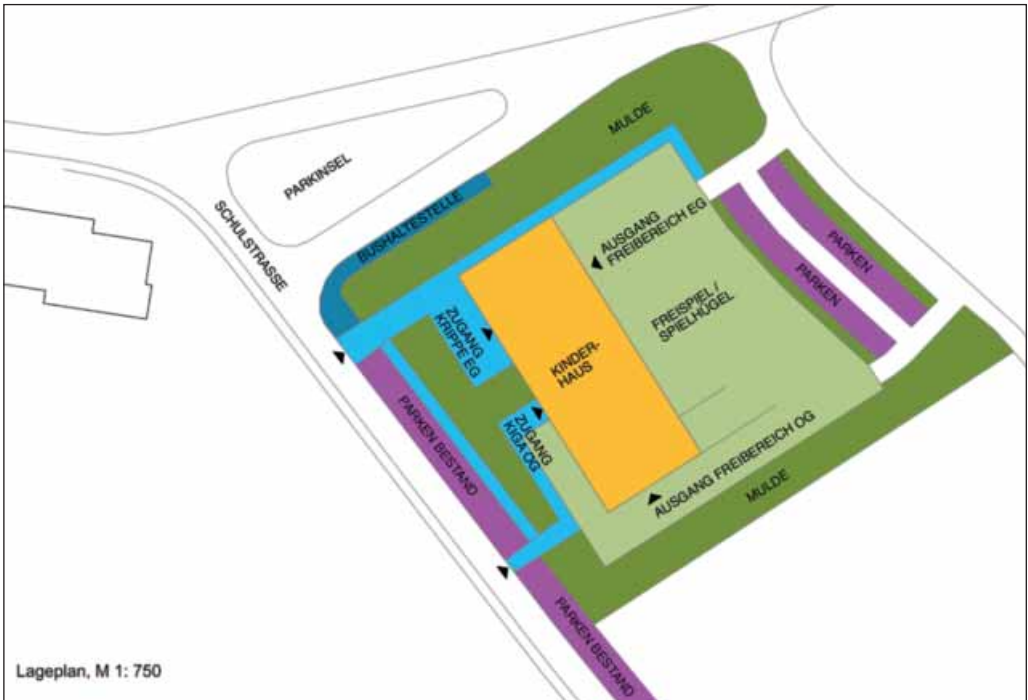 MULDE
PARKINSEL
SCHULSTRASSE
BUSHALTESTELLE
AUSGANG
FREIBEREICH EG
PARKEN
PARKEN
FREISPIEL /
SPIELHÜGEL
ZUGANG
KRIPPE EG
KINDER-
HAUS
ZUGANG
KIGA OG
PARKEN BESTAND
AUSGANG FREIBEREICH OG
MULDE
PARKEN BESTAND
Lageplan, M 1: 750